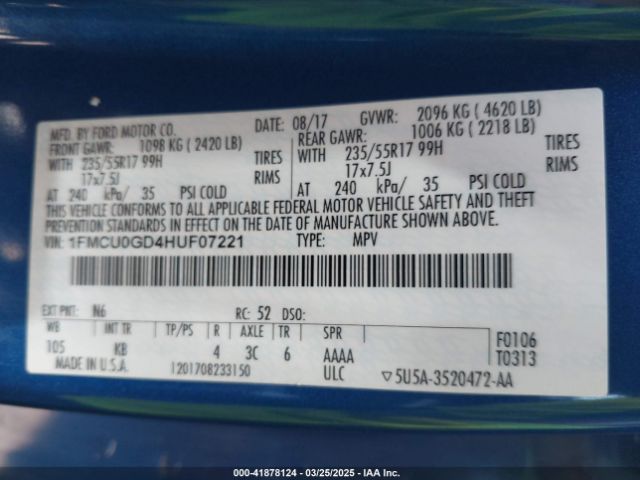 MFD. BY FORD MOTOR CO. DATE: 08/17 GVWR: 2096 KG ( 4620 LB)
FRONT GAWR: 1098 KG ( 2420 LB) REAR GAWR: 1006 KG ( 2218 LB)
WITH 235/55R17 99H TIRES WITH 235/55R17 99H TIRES
17x7.5J RIMS 17x7.5J RIMS
AT 240 kPa/ 35 PSI COLD AT 240 kPa/ 35 PSI COLD
THIS VEHICLE CONFORMS TO ALL APPLICABLE FEDERAL MOTOR VEHICLE SAFETY AND THEFT
PREVENTION STANDARDS IN EFFECT ON THE DATE OF MANUFACTURE SHOWN ABOVE.
VIN: 1FMCU0GD4HUF07221 TYPE: MPV
EXT PNT: N6 RC: 52 DSO:
WB INT TR TP/PS R AXLE TR SPR F0106
105 KB 4 3C 6 AAAA T0313
MADE IN U.S.A. 1201708233150 ULC ▽5U5A-3520472-AA
00-41878124 | 03/25/2025 - IAA Inc.